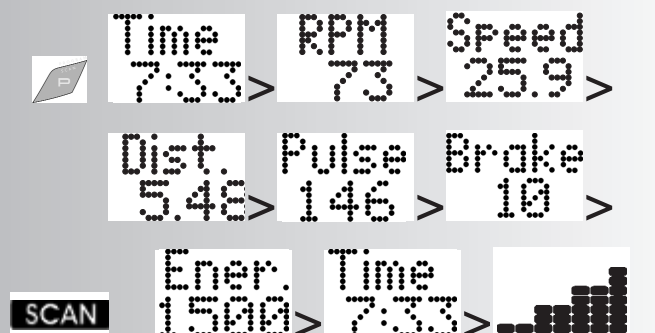 P Time RPM Speed
7:33 > 73 > 25.9 >
Dist. Pulse Brake
5.48 > 146 > 10 >
SCAN Ener. Time
1500 > 7:33 >